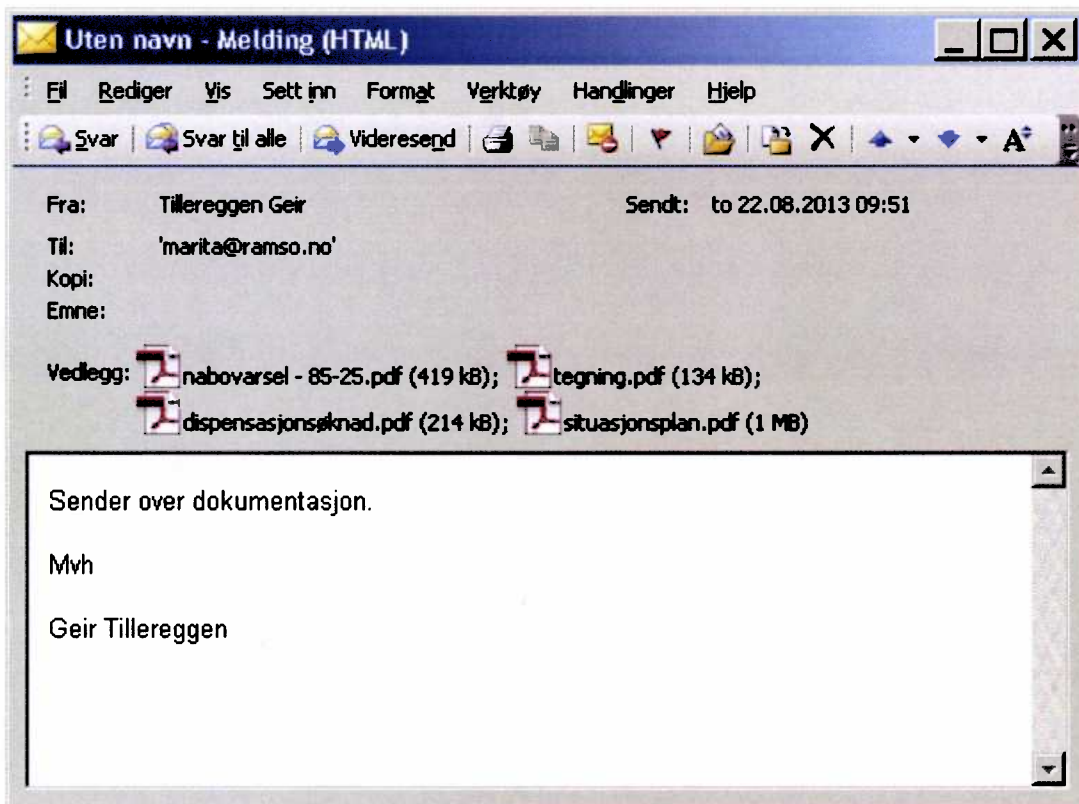 Uten navn - Melding (HTML)
Fil Rediger Vis Sett inn Format Verktøy Handlinger Hjelp
Svar Svar til alle Videresend
Fra: Tillereggen Geir Sendt: to 22.08.2013 09:51
Til: 'marita@ramso.no'
Kopi:
Emne:
Vedlegg: nabovarsel - 85-25.pdf (419 kB); tegning.pdf (134 kB);
dispensasjonsøknad.pdf (214 kB); situasjonsplan.pdf (1 MB)
Sender over dokumentasjon.
Mvh
Geir Tillereggen